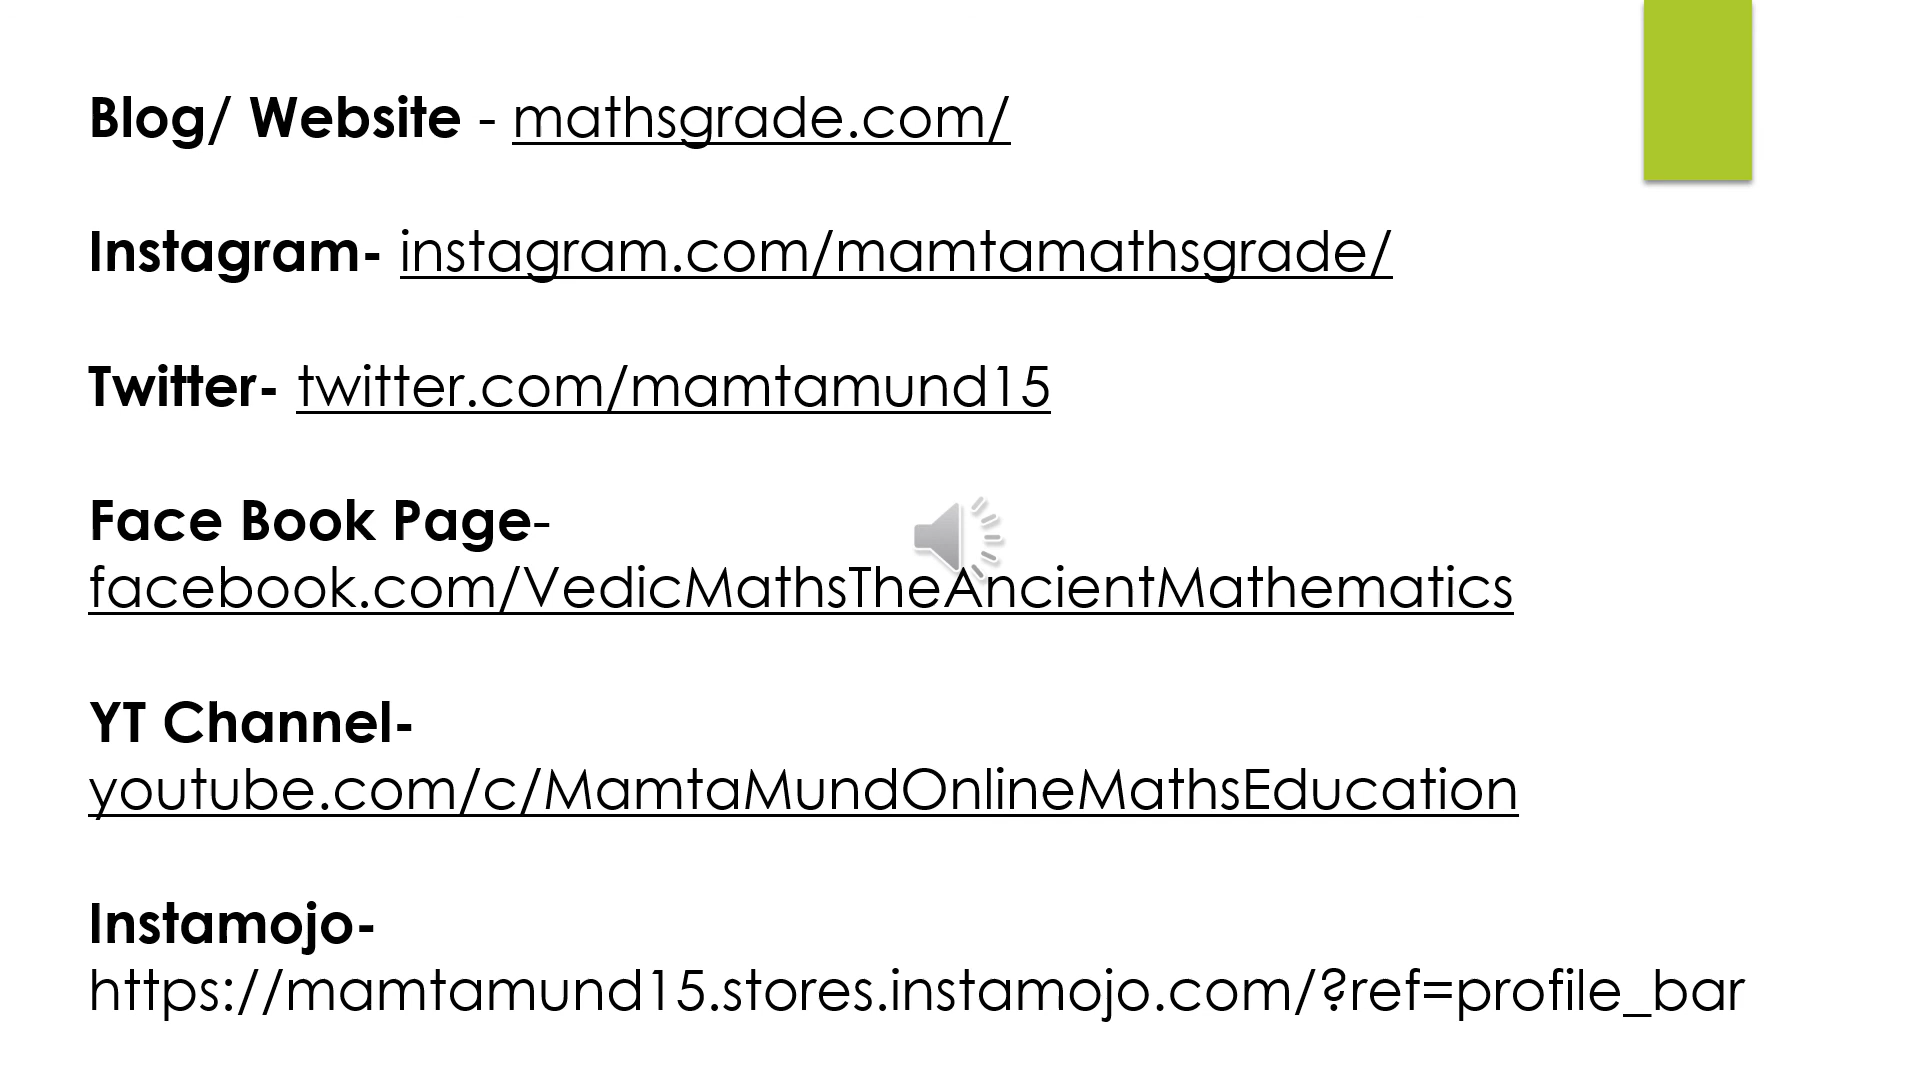 Blog/ Website - mathsgrade.com/
Instagram- instagram.com/mamtamathsgrade/
Twitter- twitter.com/mamtamund15
Face Book Page-
facebook.com/VedicMathsTheAncientMathematics
YT Channel-
youtube.com/c/MamtaMundOnlineMathsEducation
Instamojo-
https://mamtamund15.stores.instamojo.com/?ref=profile_bar